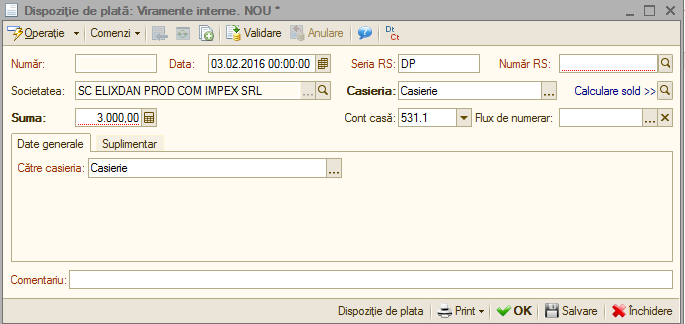 Dispoziție de plată: Viramente interne. NOU *
Operație Comenzi Validare Anulare Dt Ct
Număr: Data: 03.02.2016 00:00:00 Seria RS: DP Număr RS:
Societatea: SC ELIXDAN PROD COM IMPEX SRL ... Casieria: Casierie ... Calculare sold >>
Suma: 3.000,00 Cont casă: 531.1 Flux de numerar: ...
Date generale Suplimentar
Către casieria: Casierie ...
Comentariu:
Dispoziție de plata Print OK Salvare Închidere